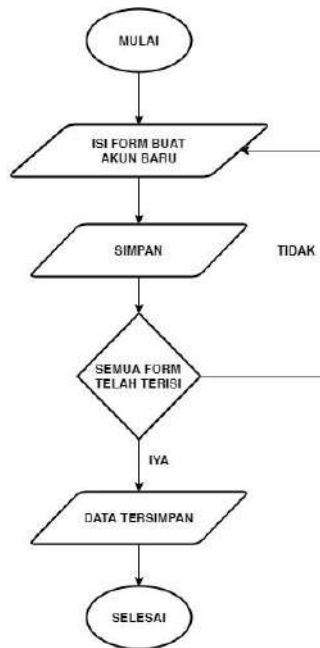 MULAI
ISI FORM BUAT
AKUN BARU
SIMPAN
TIDAK
SEMUA FORM
TELAH TERISI
IYA
DATA TERSIMPAN
SELESAI